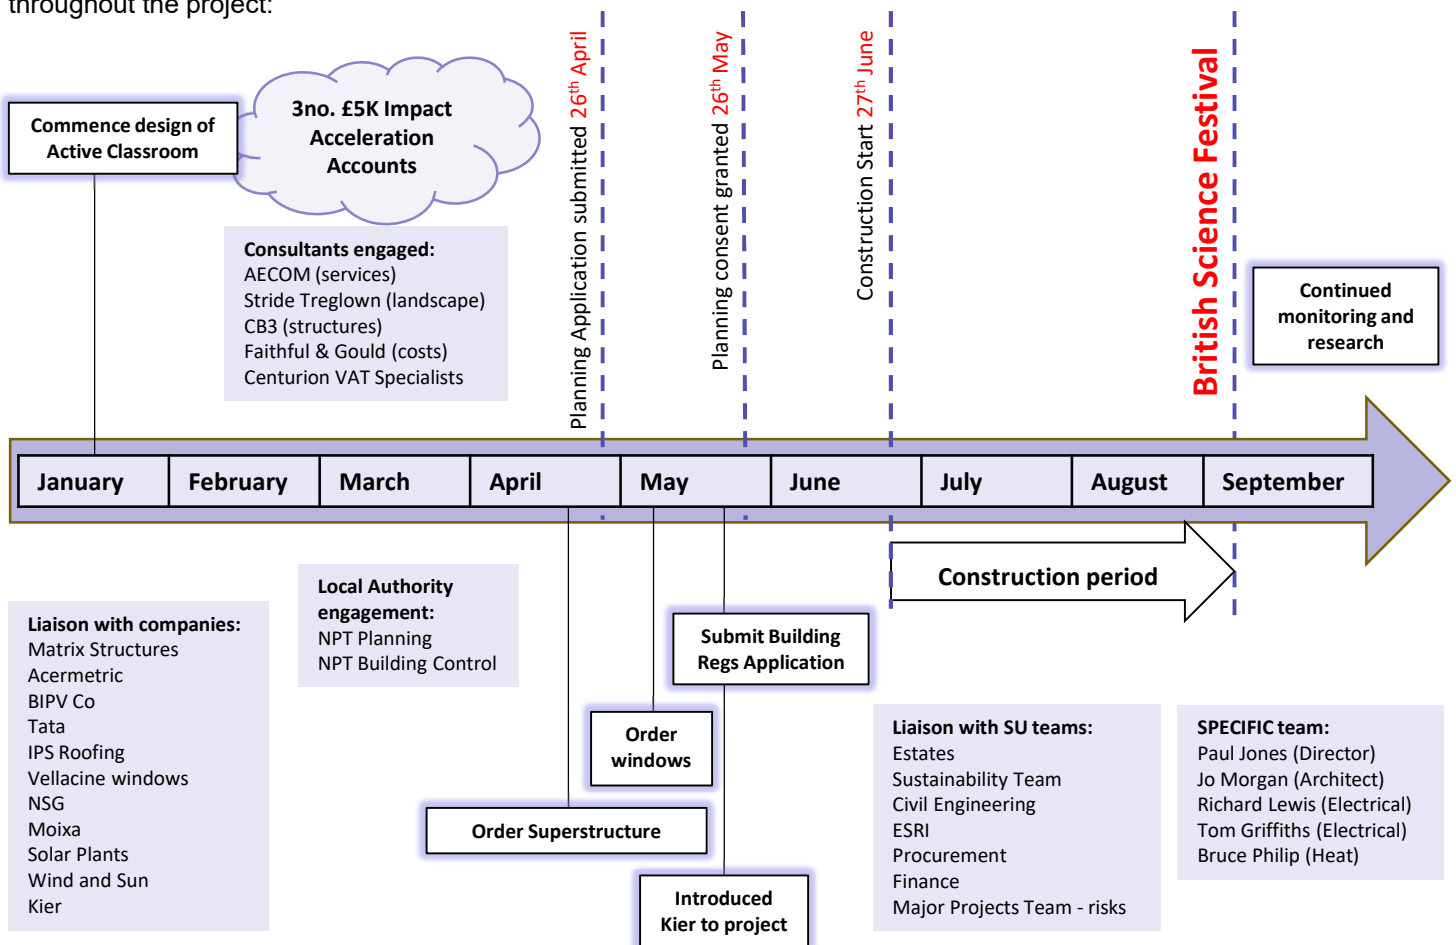 throughout the project:
Commence design of
Active Classroom
3no. £5K Impact
Acceleration
Accounts
Consultants engaged:
AECOM (services)
Stride Treglown (landscape)
CB3 (structures)
Faithful & Gould (costs)
Centurion VAT Specialists
Planning Application submitted 26th April
Planning consent granted 26th May
Construction Start 27th June
British Science Festival
Continued
monitoring and
research
January February March April May June July August September
Construction period
Liaison with companies:
Matrix Structures
Acermetric
BIPV Co
Tata
IPS Roofing
Vellacine windows
NSG
Moixa
Solar Plants
Wind and Sun
Kier
Local Authority
engagement:
NPT Planning
NPT Building Control
Submit Building
Regs Application
Order
windows
Order Superstructure
Introduced
Kier to project
Liaison with SU teams:
Estates
Sustainability Team
Civil Engineering
ESRI
Procurement
Finance
Major Projects Team - risks
SPECIFIC team:
Paul Jones (Director)
Jo Morgan (Architect)
Richard Lewis (Electrical)
Tom Griffiths (Electrical)
Bruce Philip (Heat)